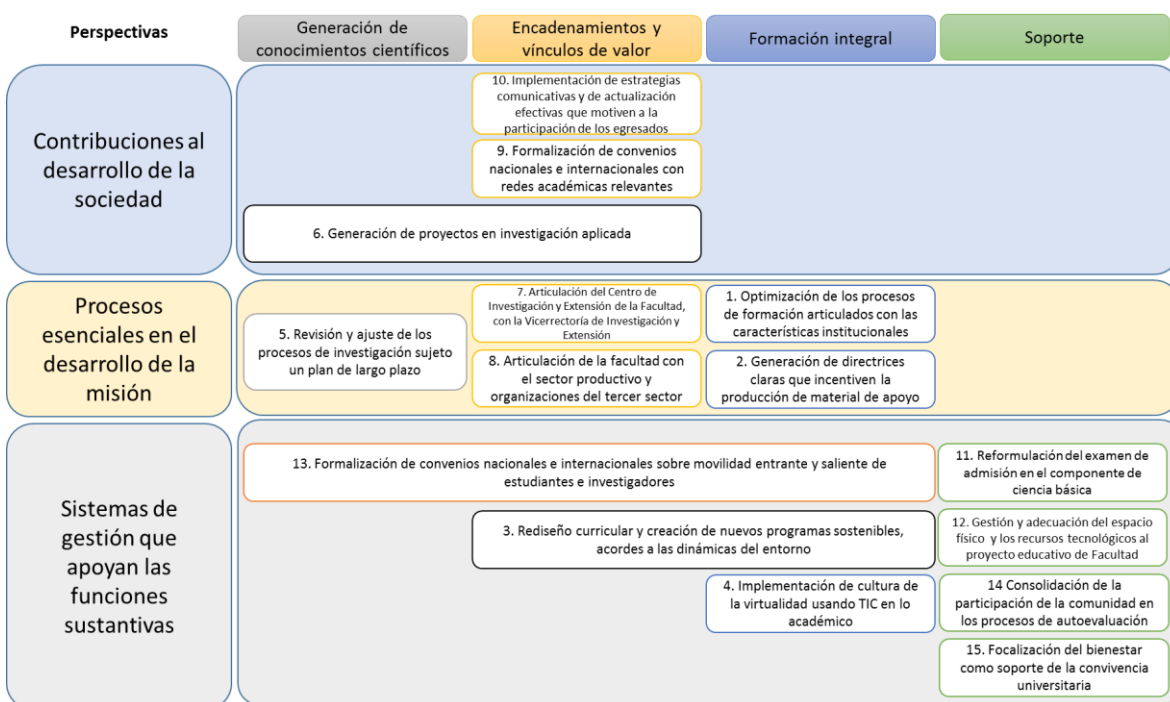 Perspectivas
Generación de
conocimientos científicos
Encadenamientos y
vínculos de valor
Formación integral
Soporte
Contribuciones al
desarrollo de la
sociedad
10. Implementación de estrategias
comunicativas y de actualización
efectivas que motiven a la
participación de los egresados
9. Formalización de convenios
nacionales e internacionales con
redes académicas relevantes
6. Generación de proyectos en investigación aplicada
Procesos
esenciales en el
desarrollo de la
misión
5. Revisión y ajuste de los
procesos de investigación sujeto
un plan de largo plazo
7. Articulación del Centro de
Investigación y Extensión de la Facultad,
con la Vicerrectoría de Investigación y
Extensión
8. Articulación de la facultad con
el sector productivo y
organizaciones del tercer sector
1. Optimización de los procesos
de formación articulados con las
características institucionales
2. Generación de directrices
claras que incentiven la
producción de material de apoyo
Sistemas de
gestión que
apoyan las
funciones
sustantivas
13. Formalización de convenios nacionales e internacionales sobre movilidad entrante y saliente de
estudiantes e investigadores
3. Rediseño curricular y creación de nuevos programas sostenibles,
acordes a las dinámicas del entorno
4. Implementación de cultura de
la virtualidad usando TIC en lo
académico
11. Reformulación del examen de
admisión en el componente de
ciencia básica
12. Gestión y adecuación del espacio
físico y los recursos tecnológicos al
proyecto educativo de Facultad
14 Consolidación de la
participación de la comunidad en
los procesos de autoevaluación
15. Focalización del bienestar
como soporte de la convivencia
universitaria